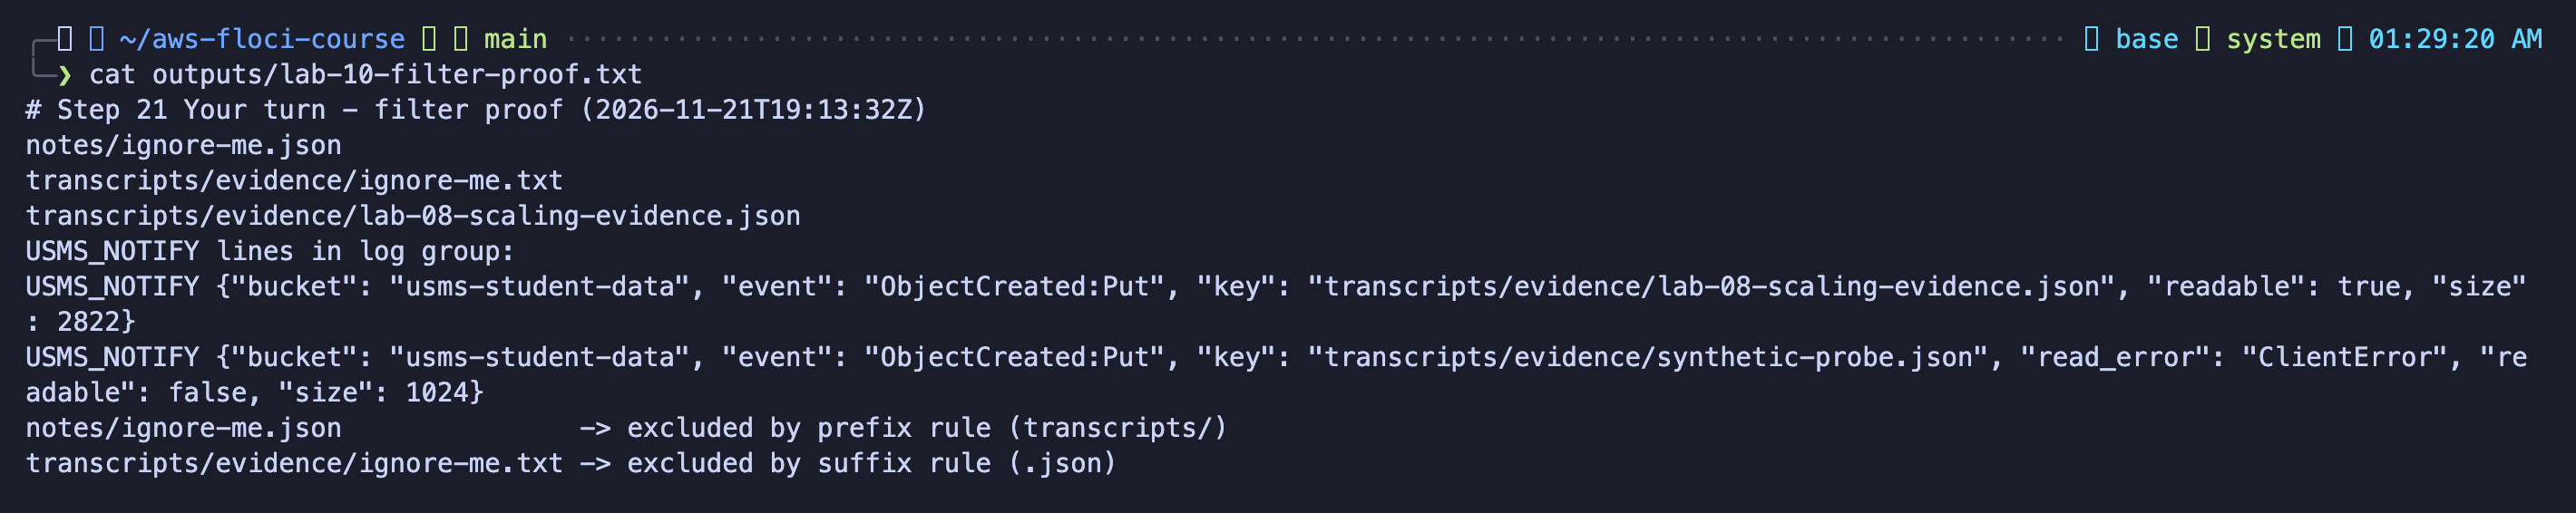 ~/aws-floci-course main base system 01:29:20 AM
❯ cat outputs/lab-10-filter-proof.txt
# Step 21 Your turn - filter proof (2026-11-21T19:13:32Z)
notes/ignore-me.json
transcripts/evidence/ignore-me.txt
transcripts/evidence/lab-08-scaling-evidence.json
USMS_NOTIFY lines in log group:
USMS_NOTIFY {"bucket": "usms-student-data", "event": "ObjectCreated:Put", "key": "transcripts/evidence/lab-08-scaling-evidence.json", "readable": true, "size"
: 2822}
USMS_NOTIFY {"bucket": "usms-student-data", "event": "ObjectCreated:Put", "key": "transcripts/evidence/synthetic-probe.json", "read_error": "ClientError", "re
adable": false, "size": 1024}
notes/ignore-me.json               -> excluded by prefix rule (transcripts/)
transcripts/evidence/ignore-me.txt -> excluded by suffix rule (.json)